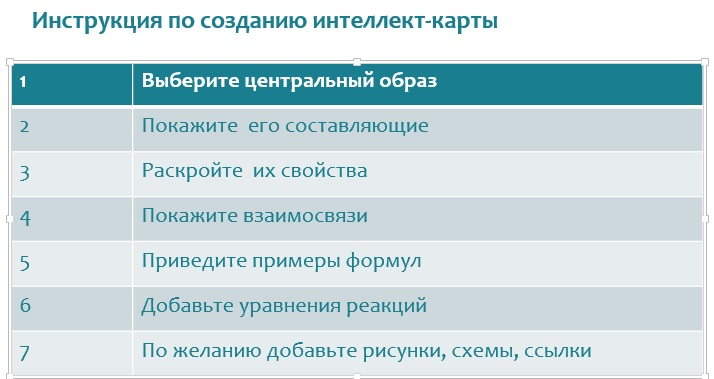 Инструкция по созданию интеллект-карты
1 Выберите центральный образ
2 Покажите его составляющие
3 Раскройте их свойства
4 Покажите взаимосвязи
5 Приведите примеры формул
6 Добавьте уравнения реакций
7 По желанию добавьте рисунки, схемы, ссылки